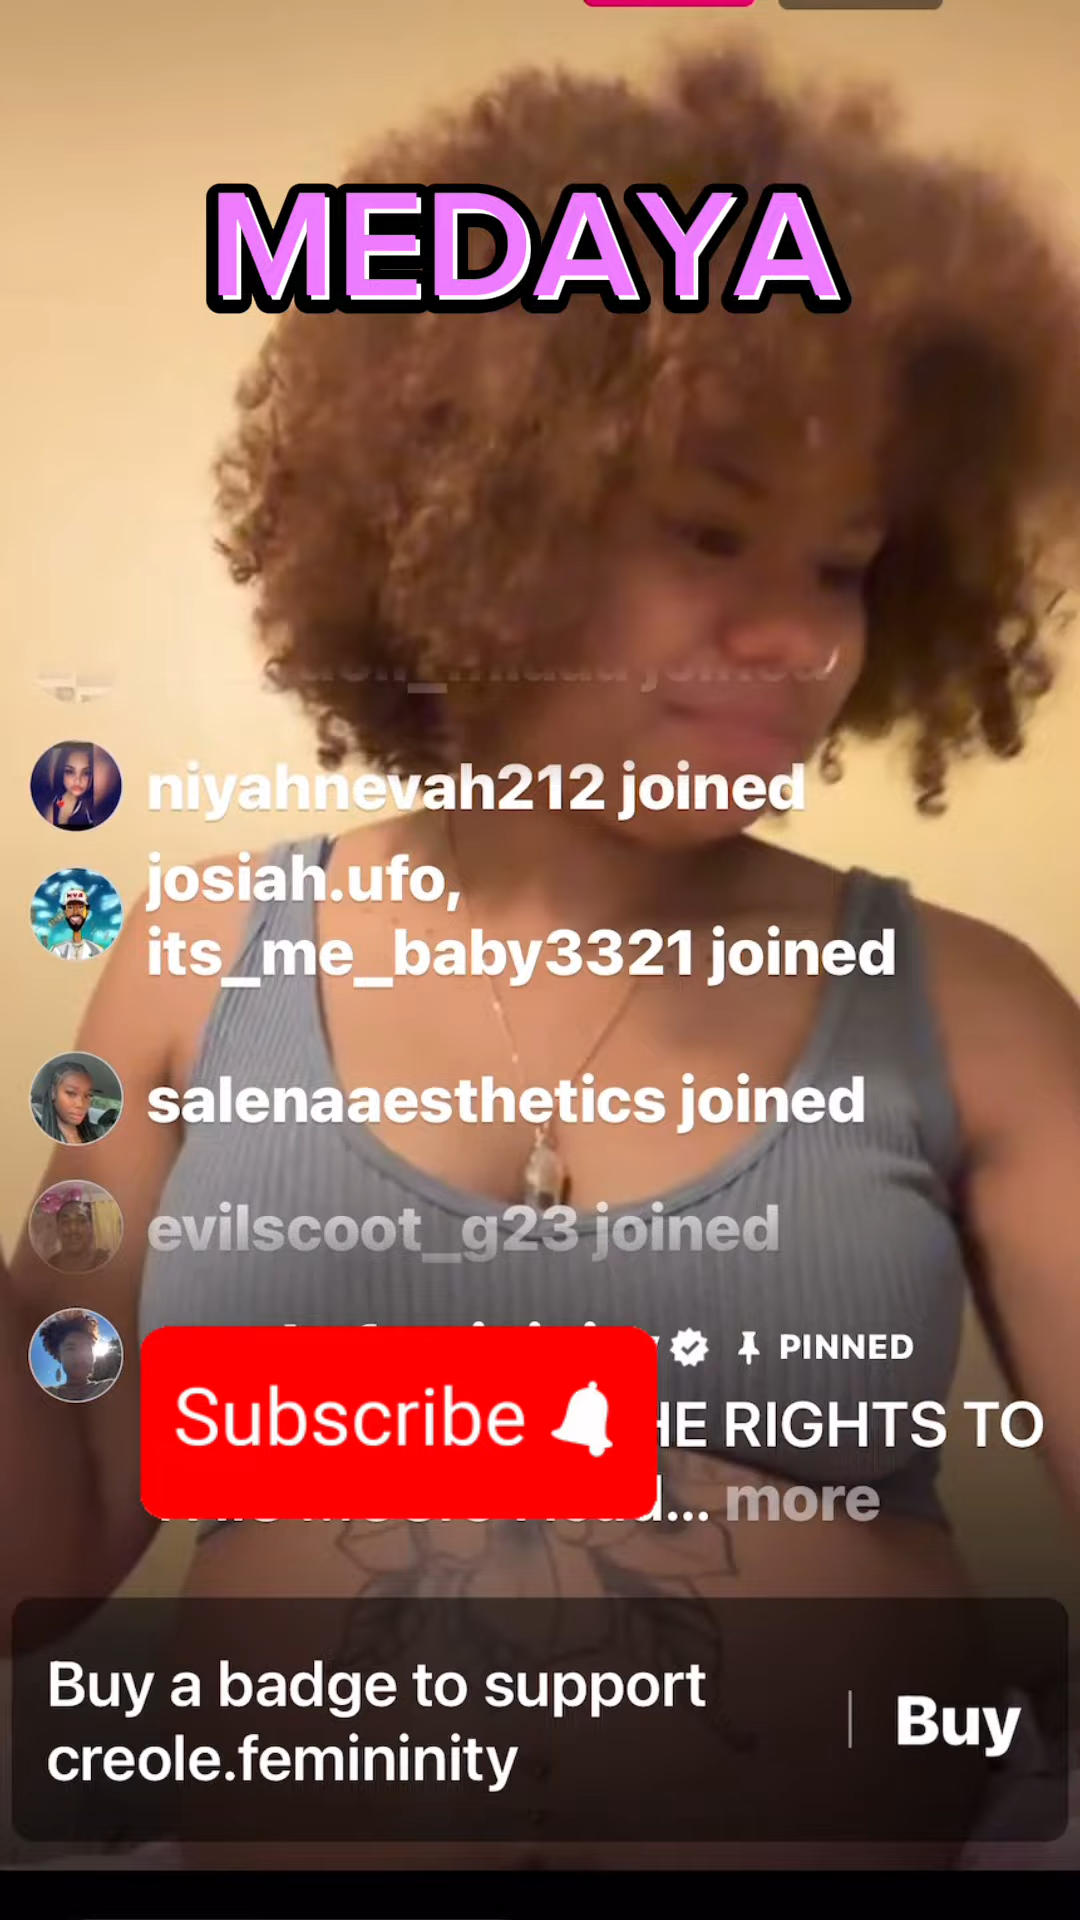 MEDAYA
joined
niyahnevah212 joined
josiah.ufo,
its_me_baby3321 joined
salenaaesthetics joined
evilscoot_g23 joined
PINNED
Subscribe
HE RIGHTS TO
... more
Buy a badge to support
creole.femininity
Buy